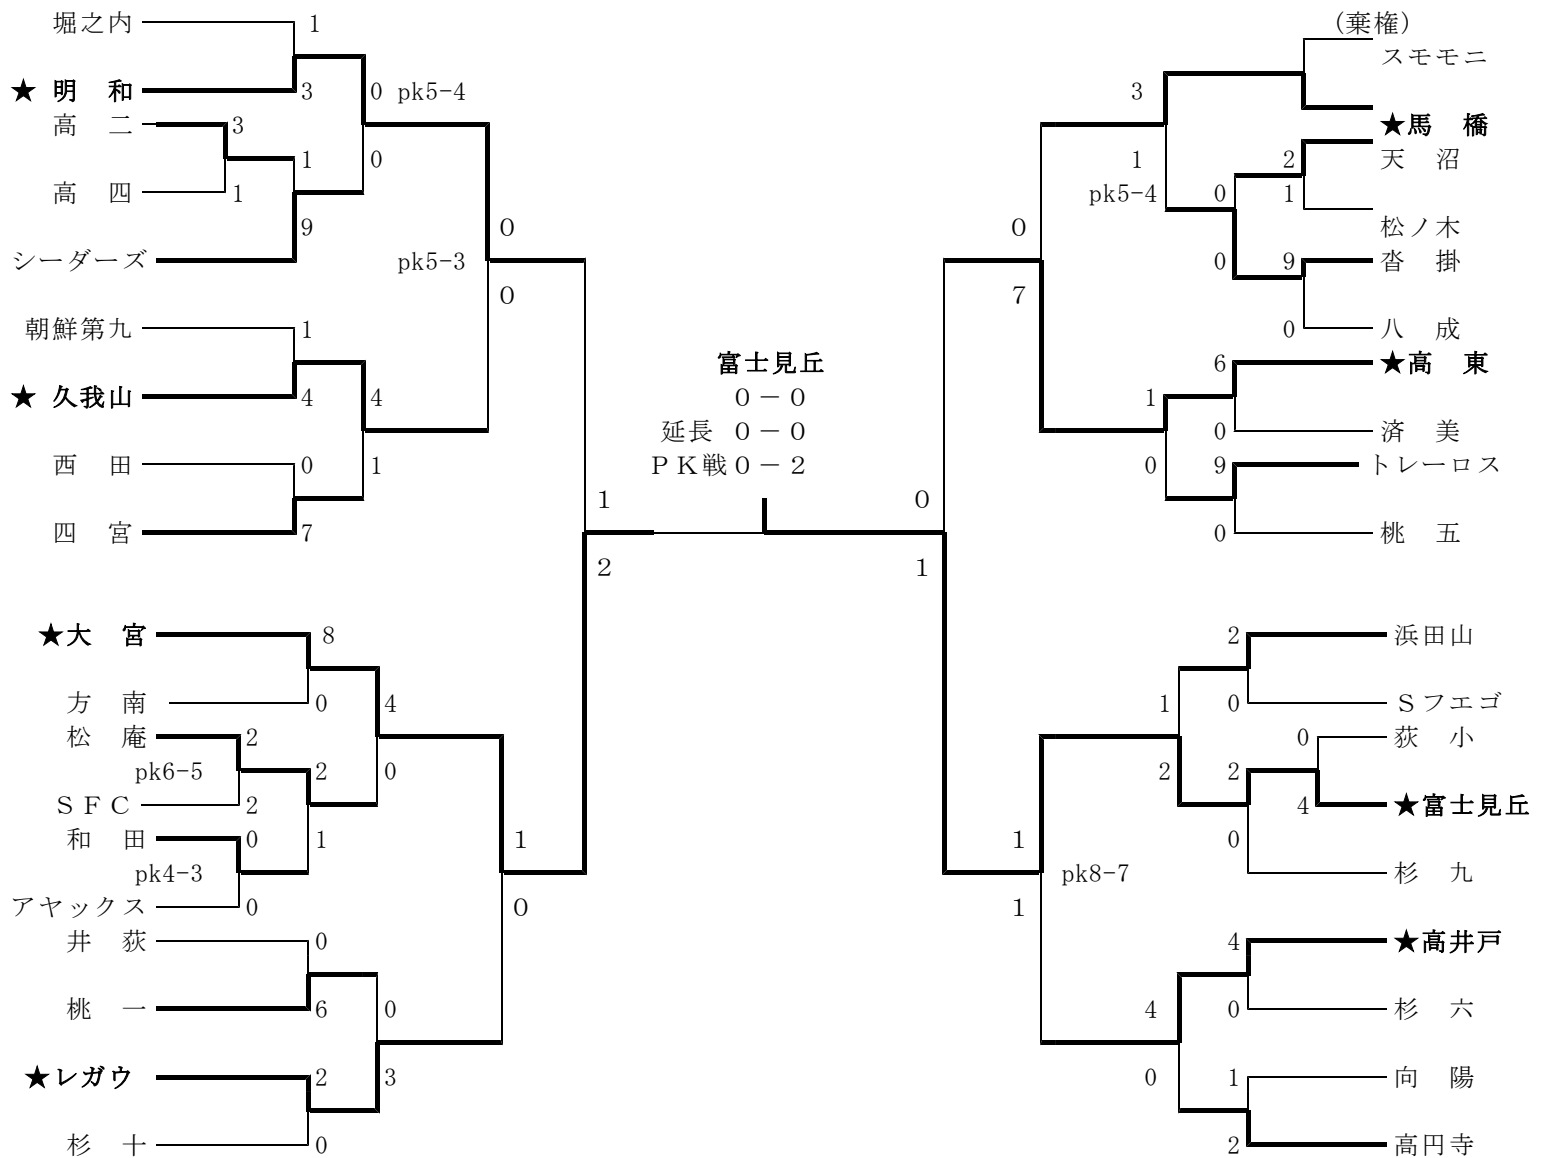 堀之内 1
★ 明 和 3
0 pk5-4
高 二 3
1 0
高 四 1
9
シーダーズ
0
pk5-3
0
朝鮮第九 1
★ 久我山 4
4
西 田 0
1
四 宮 7
1
2
★大 宮 8
方 南 0
4
松 庵 2
pk6-5 2 0
ＳＦＣ 2
和 田 0
1
pk4-3
アヤックス 0
1
0
井 荻 0
桃 一 6
0
★レガウ 2
3
杉 十 0
富士見丘
０－０
延長 ０－０
ＰＫ戦０－２
(棄権)
スモモニ
3
★馬 橋
1 2 天 沼
pk5-4 0 1
松ノ木
0 9 沓 掛
0 八 成
0
7
6 ★高 東
1
0 済 美
0 9 トレーロス
0 桃 五
0
1
2 浜田山
1 0 Ｓフエゴ
0 荻 小
2 2
4 ★富士見丘
0
杉 九
1
pk8-7
1
4 ★高井戸
4 0 杉 六
0 1 向 陽
2 高円寺